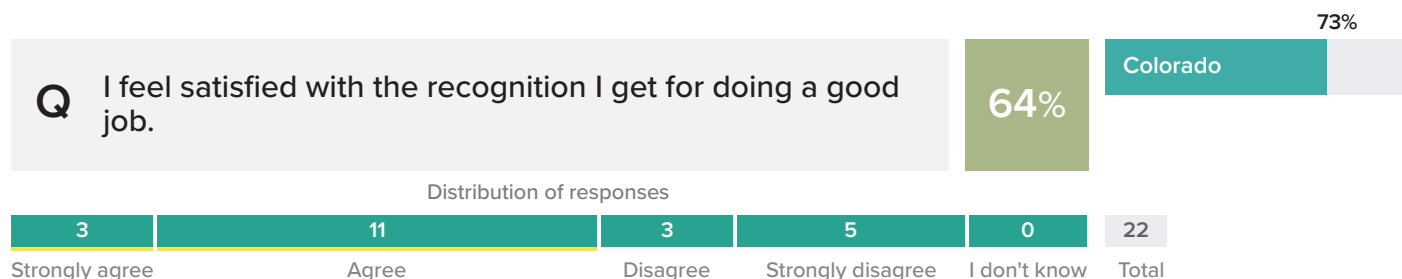 73%
Q I feel satisfied with the recognition I get for doing a good
job.
64%
Colorado
Distribution of responses
3 11 3 5 0 22
Strongly agree Agree Disagree Strongly disagree I don't know Total